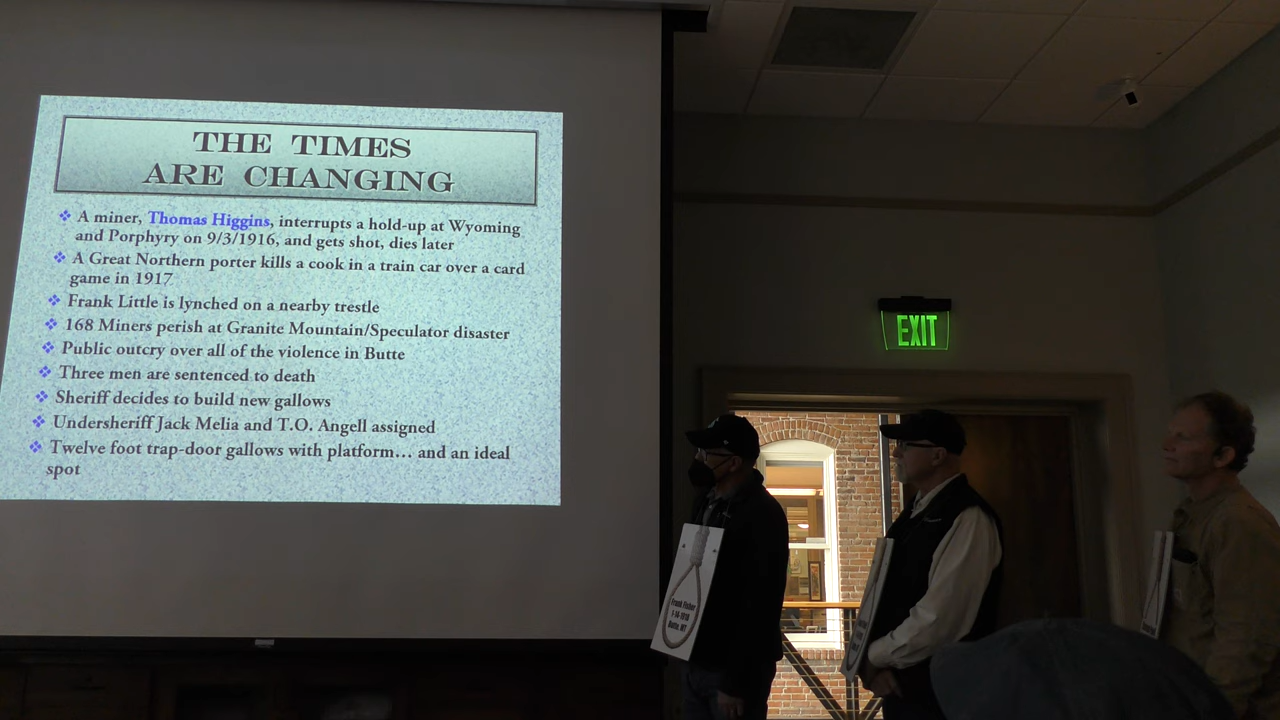 THE TIMES
ARE CHANGING
A miner, Thomas Higgins, interrupts a hold-up at Wyoming
and Porphyry on 9/3/1916, and gets shot, dies later
A Great Northern porter kills a cook in a train car over a card
game in 1917
Frank Little is lynched on a nearby trestle
168 Miners perish at Granite Mountain/Speculator disaster
Public outcry over all of the violence in Butte
Three men are sentenced to death
Sheriff decides to build new gallows
Undersheriff Jack Melia and T.O. Angell assigned
Twelve foot trap-door gallows with platform... and an ideal
spot
EXIT
Frank Fisher
1-14-1918
Butte, MT